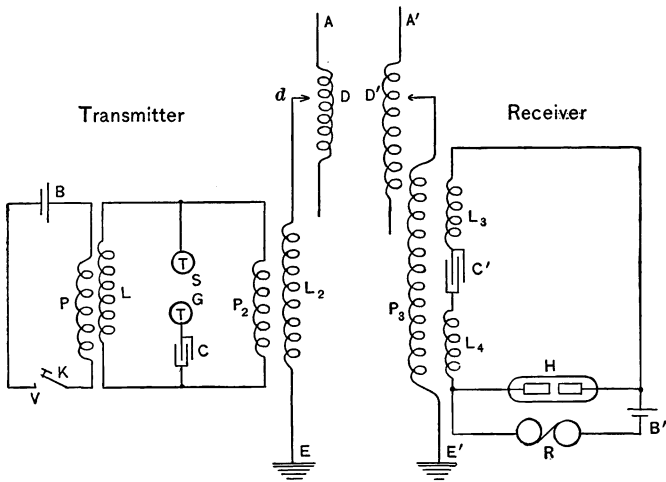 A
A′
d
D
D′
Transmitter
Receiver
B
L3
S
P
L
T
C′
G
T
P2
L2
P3
C
L4
K
V
H
B′
R
E
E′